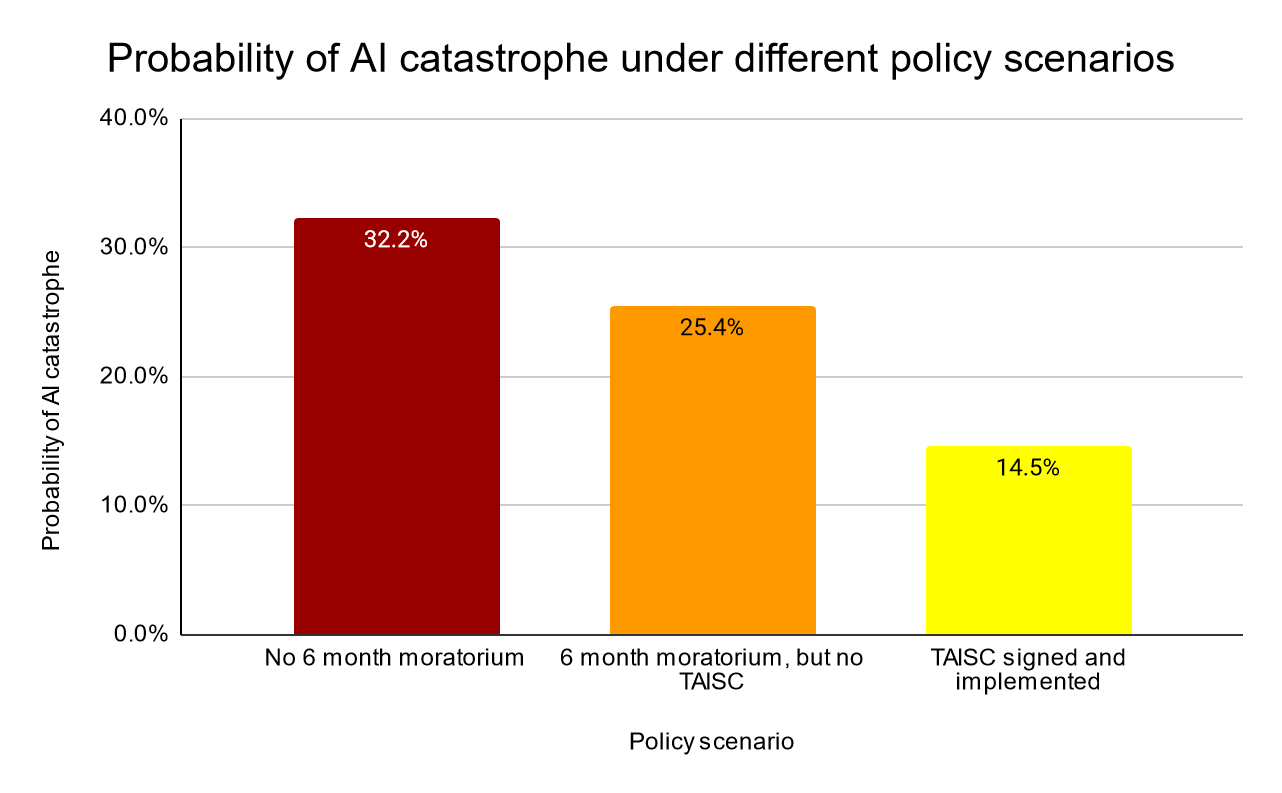 Probability of AI catastrophe under different policy scenarios
40.0%
30.0%
20.0%
10.0%
0.0%
Probability of AI catastrophe
32.2%
25.4%
14.5%
No 6 month moratorium
6 month moratorium, but no
TAISC
TAISC signed and
implemented
Policy scenario